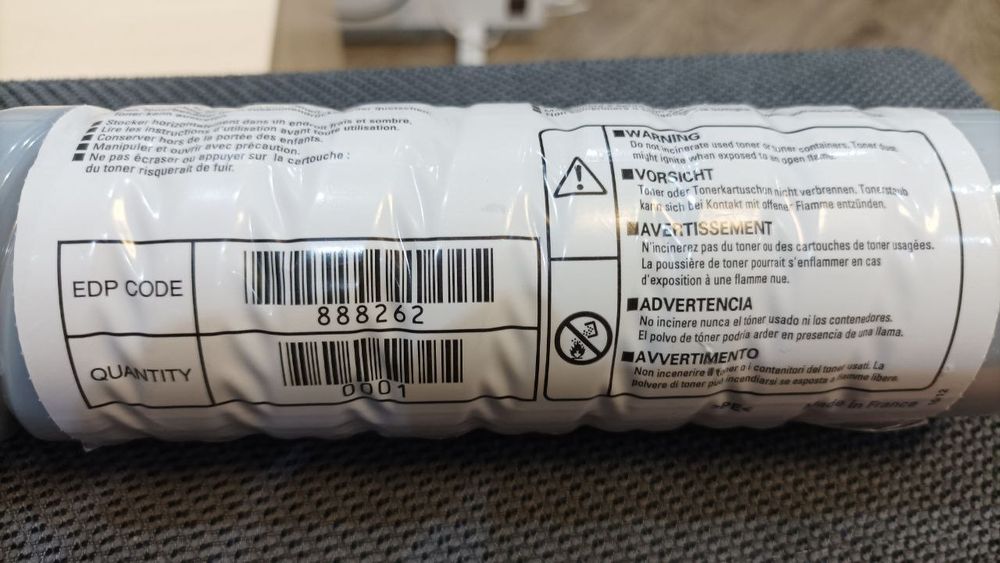 ■ Stocker horizontalement dans un endroit frais et sombre.
■ Lire les instructions d'utilisation avant toute utilisation.
■ Conserver hors de la portée des enfants.
■ Manipuler et ouvrir avec précaution.
■ Ne pas écraser ou appuyer sur la cartouche :
du toner risquerait de fuir.
EDP CODE
888262
QUANTITY
0001
■WARNING
Do not incinerate used toner or toner containers. Toner dust
might ignite when exposed to an open flame.
■VORSICHT
Toner oder Tonerkartuschen nicht verbrennen. Tonerstaub
kann sich bei Kontakt mit offener Flamme entzünden.
■AVERTISSEMENT
N'incinerez pas du toner ou des cartouches de toner usagées.
La poussière de toner pourrait s'enflammer en cas
d'exposition à une flamme nue.
■ADVERTENCIA
No incinere nunca el tóner usado ni los contenedores.
El polvo de tóner podría arder en presencia de una llama.
■AVVERTIMENTO
Non incenerire il toner o i contenitori del toner usati. La
polvere di toner può incendiarsi se esposta a fiamme libere.
>PE<
Made in France